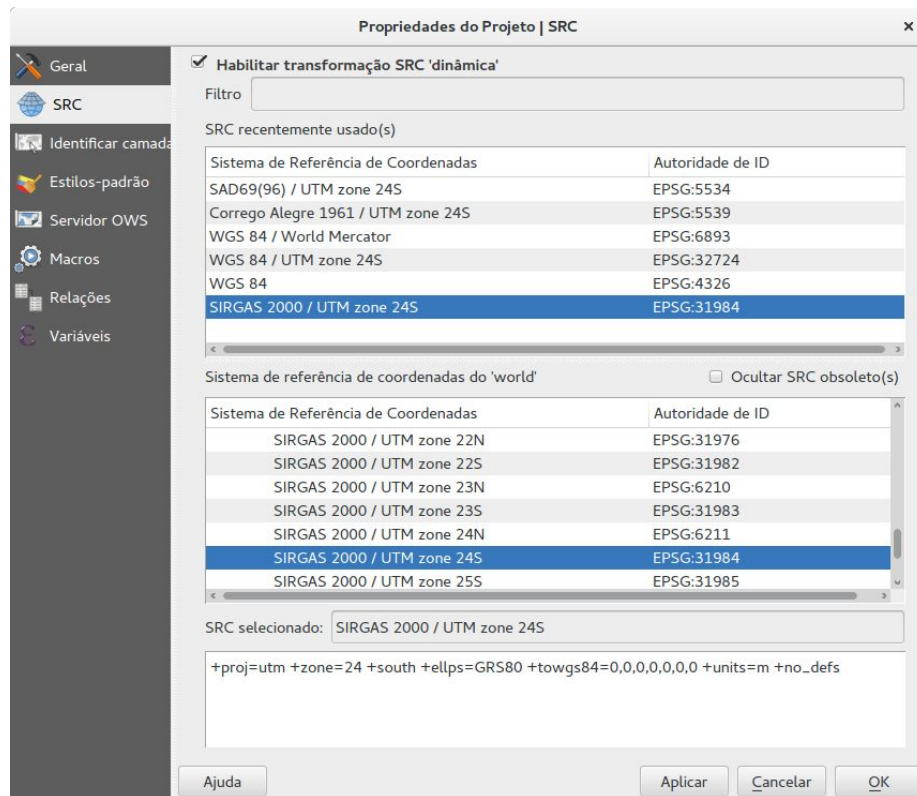 Propriedades do Projeto | SRC
Geral
SRC
Identificar camada
Estilos-padrão
Servidor OWS
Macros
Relações
Variáveis
Habilitar transformação SRC 'dinâmica'
Filtro
SRC recentemente usado(s)
Sistema de Referência de Coordenadas Autoridade de ID
SAD69(96) / UTM zone 24S EPSG:5534
Corrego Alegre 1961 / UTM zone 24S EPSG:5539
WGS 84 / World Mercator EPSG:6893
WGS 84 / UTM zone 24S EPSG:32724
WGS 84 EPSG:4326
SIRGAS 2000 / UTM zone 24S EPSG:31984
Sistema de referência de coordenadas do 'world' Ocultar SRC obsoleto(s)
Sistema de Referência de Coordenadas Autoridade de ID
SIRGAS 2000 / UTM zone 22N EPSG:31976
SIRGAS 2000 / UTM zone 22S EPSG:31982
SIRGAS 2000 / UTM zone 23N EPSG:6210
SIRGAS 2000 / UTM zone 23S EPSG:31983
SIRGAS 2000 / UTM zone 24N EPSG:6211
SIRGAS 2000 / UTM zone 24S EPSG:31984
SIRGAS 2000 / UTM zone 25S EPSG:31985
SRC selecionado: SIRGAS 2000 / UTM zone 24S
+proj=utm +zone=24 +south +ellps=GRS80 +towgs84=0,0,0,0,0,0,0 +units=m +no_defs
Ajuda Aplicar Cancelar OK